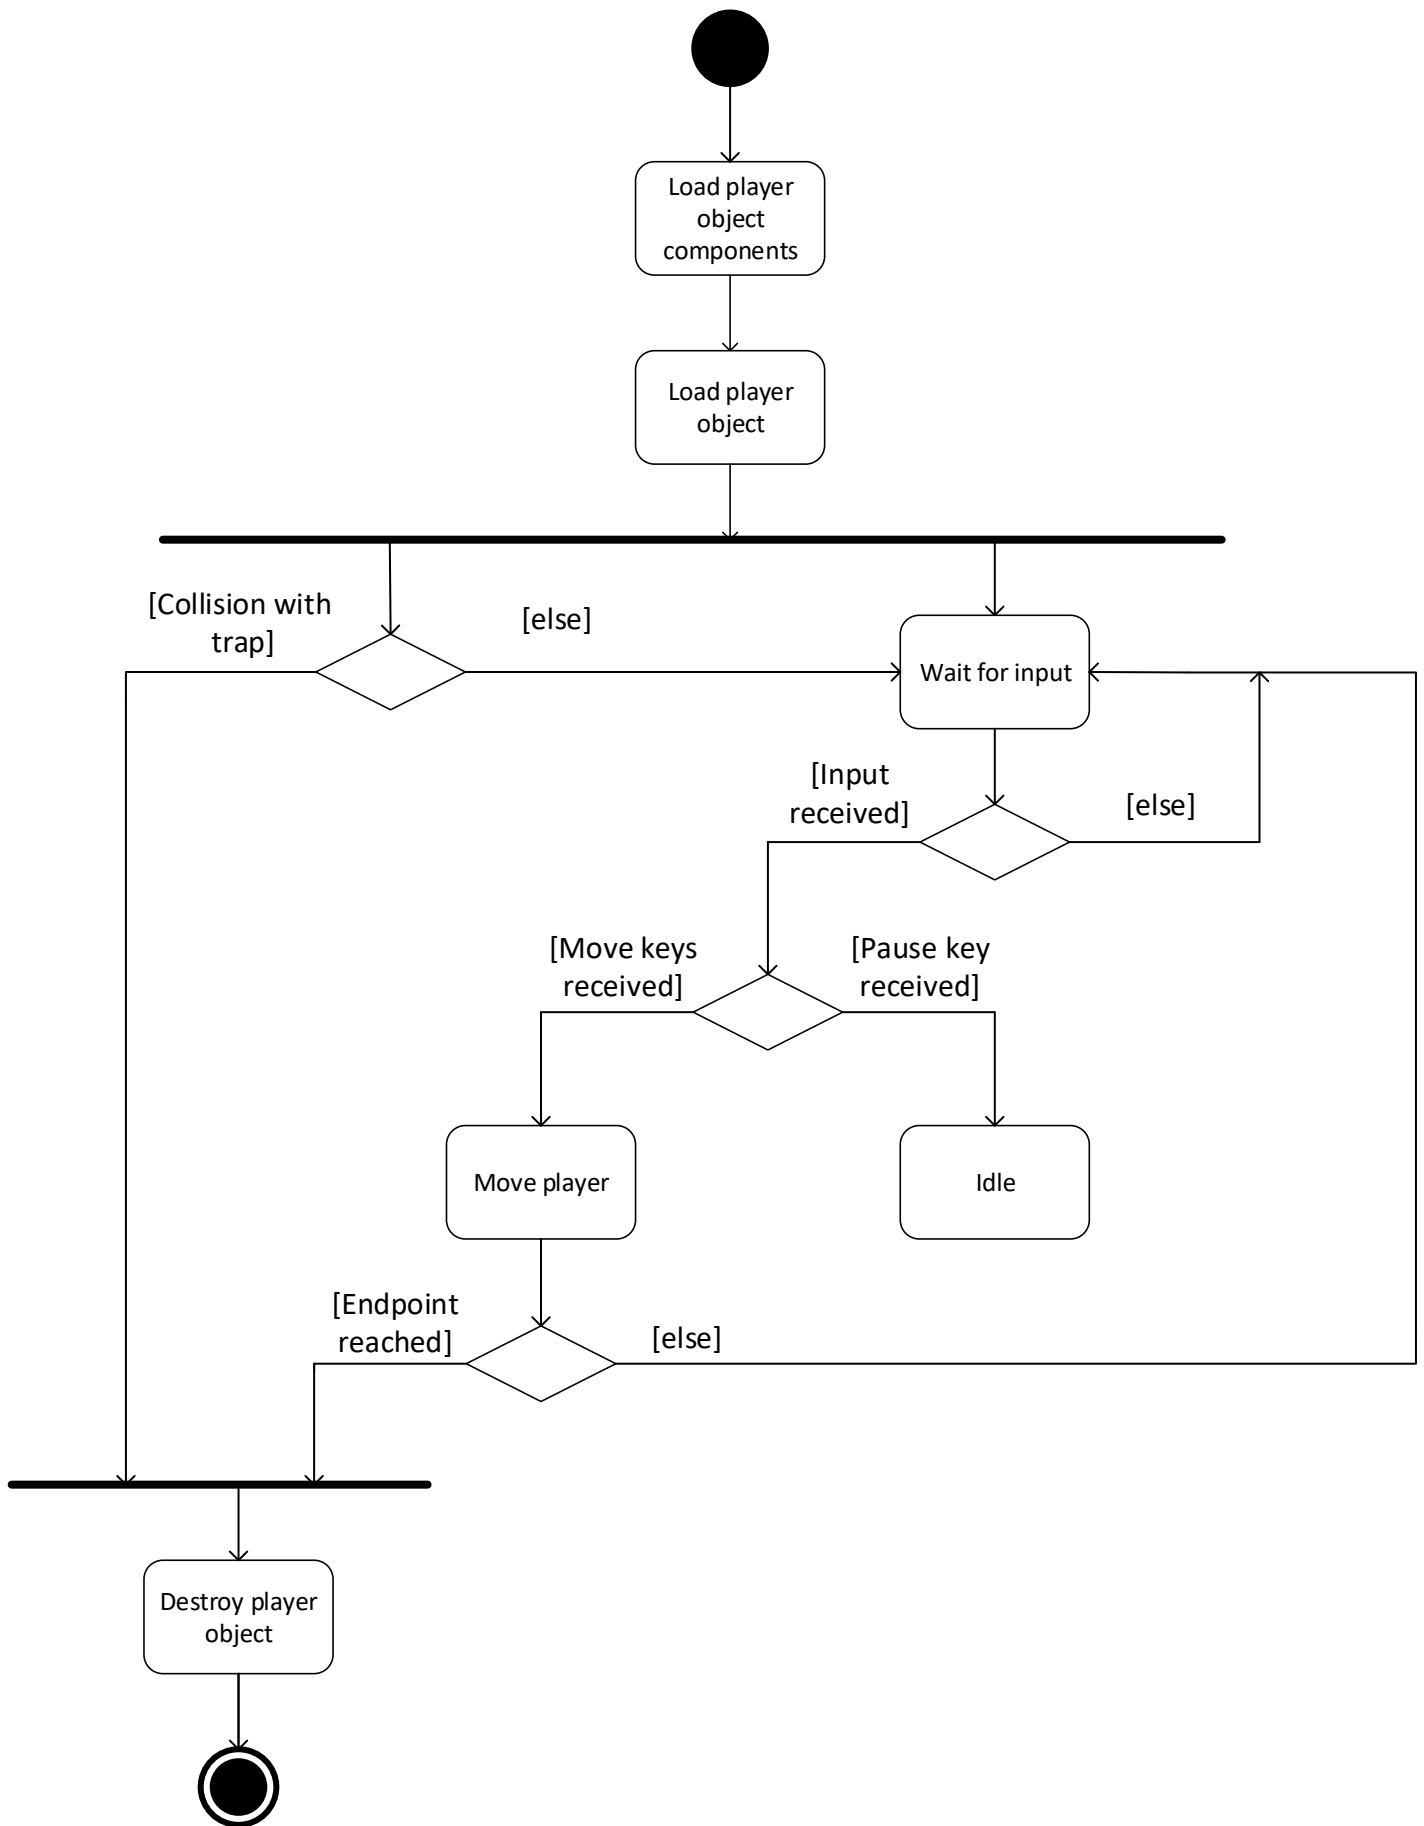 Load player
object
components
Load player
object
[Collision with
trap]
[else]
Wait for input
[Input
received]
[else]
[Move keys
received]
[Pause key
received]
Move player
Idle
[Endpoint
reached]
[else]
Destroy player
object